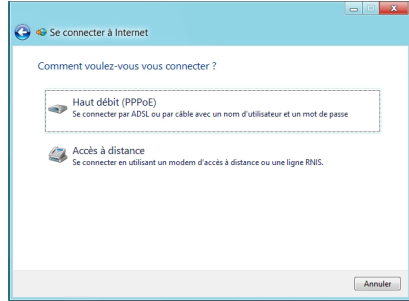 Se connecter à Internet
Comment voulez-vous vous connecter ?
Haut débit (PPPoE)
Se connecter par ADSL ou par câble avec un nom d'utilisateur et un mot de passe
Accès à distance
Se connecter en utilisant un modem d'accès à distance ou une ligne RNIS.
Annuler